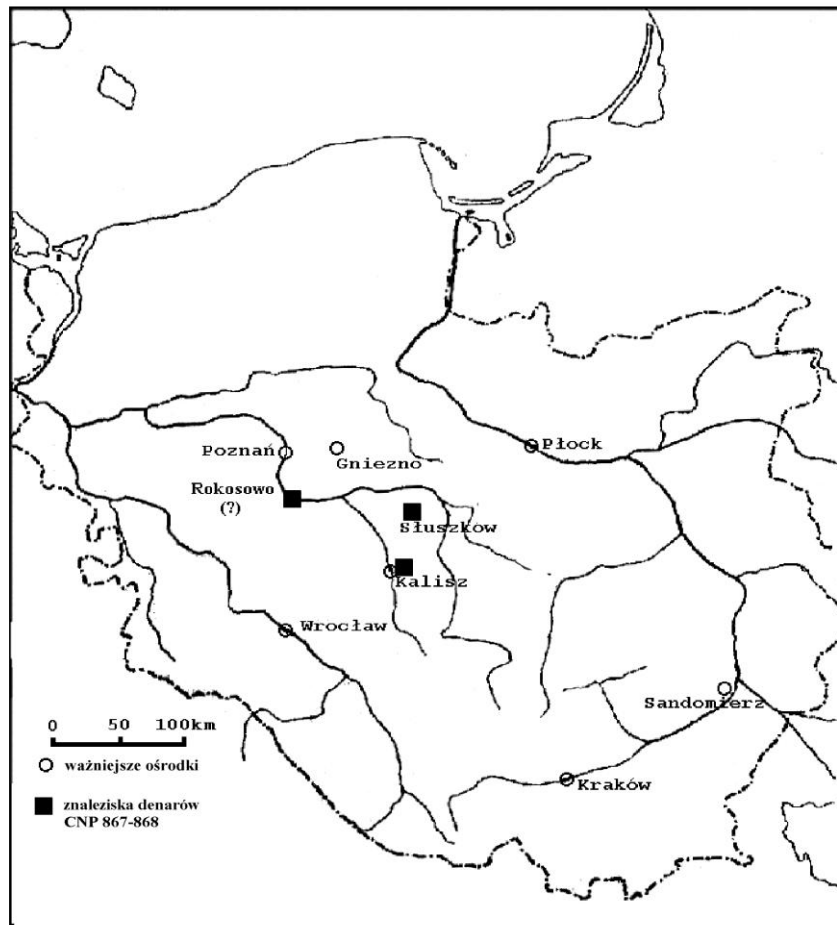 Poznań
Gniezno
Płock
Rokosowo
(?)
Słuszków
Kalisz
Wrocław
Sandomierz
Kraków
0 50 100km
ważniejsze ośrodki
znaleziska denarów
CNP 867-868